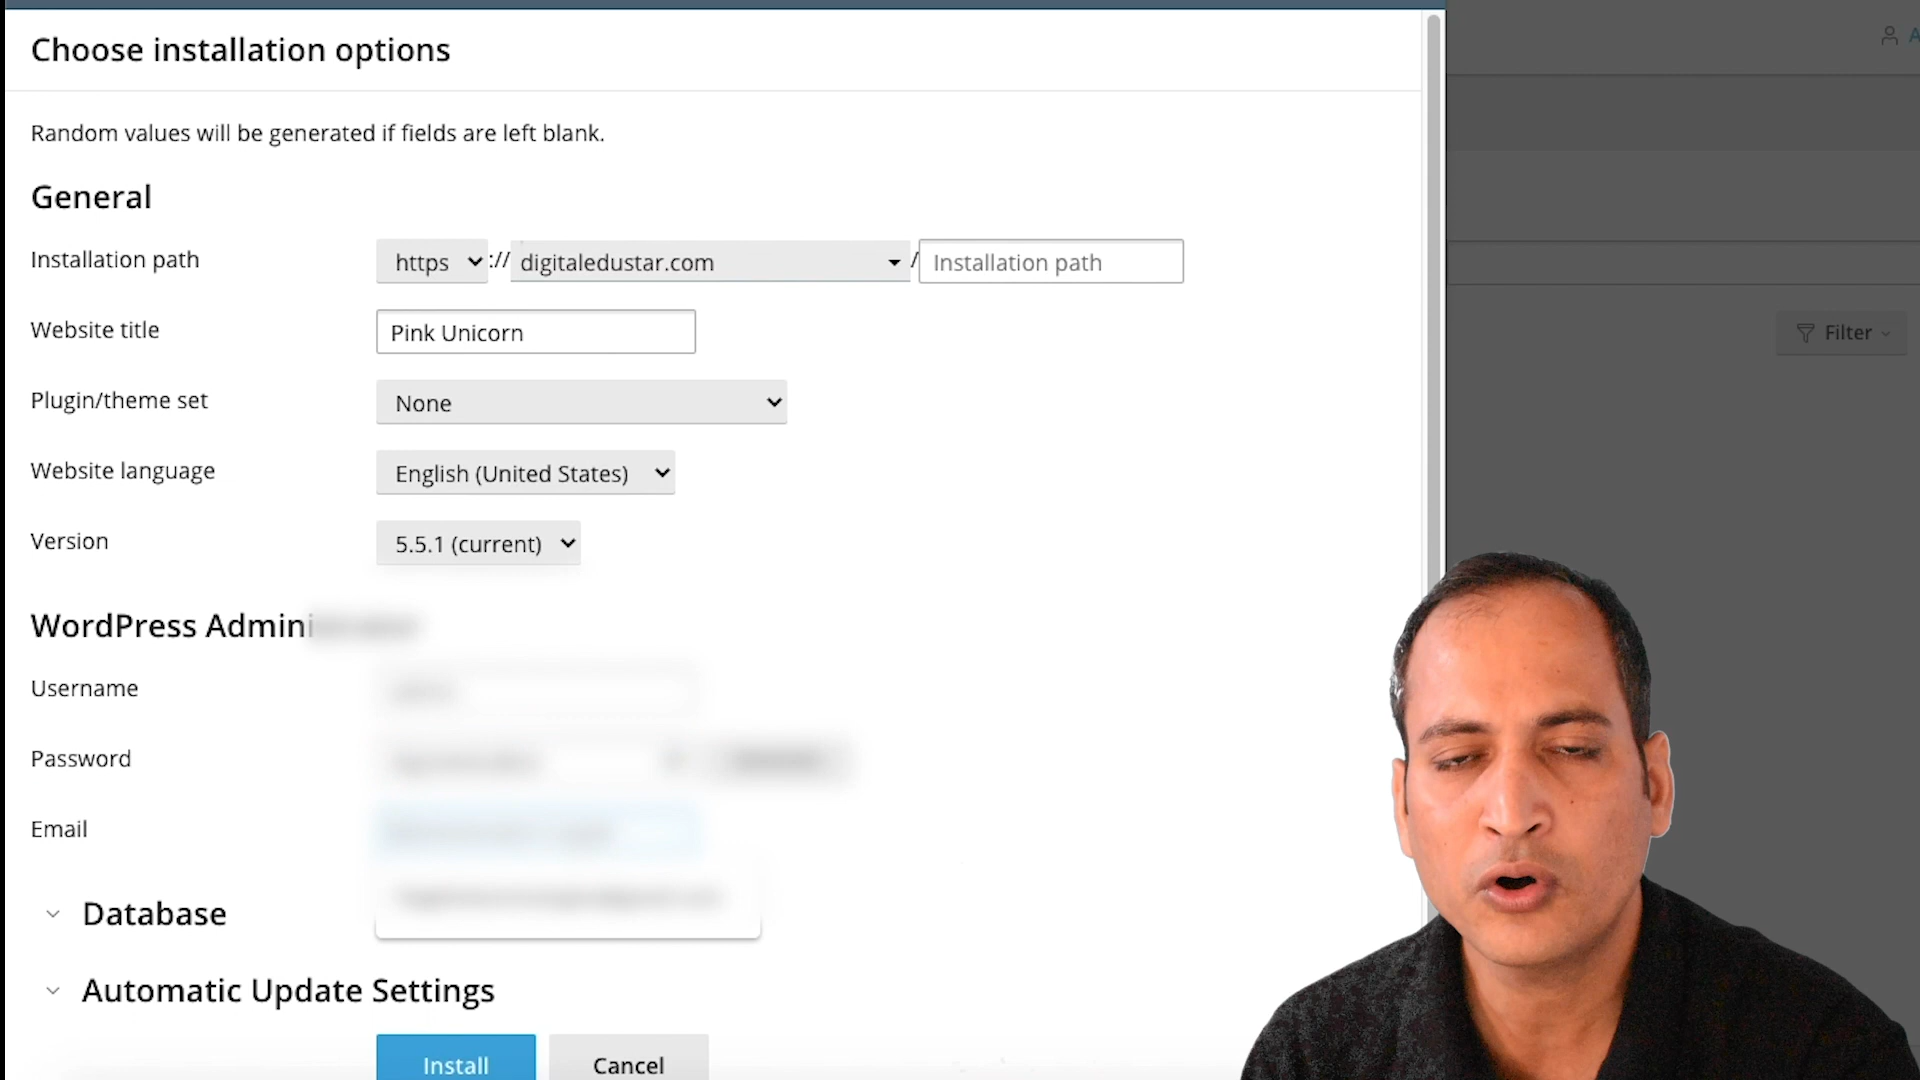 Choose installation options
Random values will be generated if fields are left blank.
General
Installation path https :// digitaledustar.com / Installation path
Website title Pink Unicorn
Filter
Plugin/theme set None
Website language English (United States)
Version 5.5.1 (current)
WordPress
Username
Password
Email
Database
Automatic Update Settings
Install Cancel